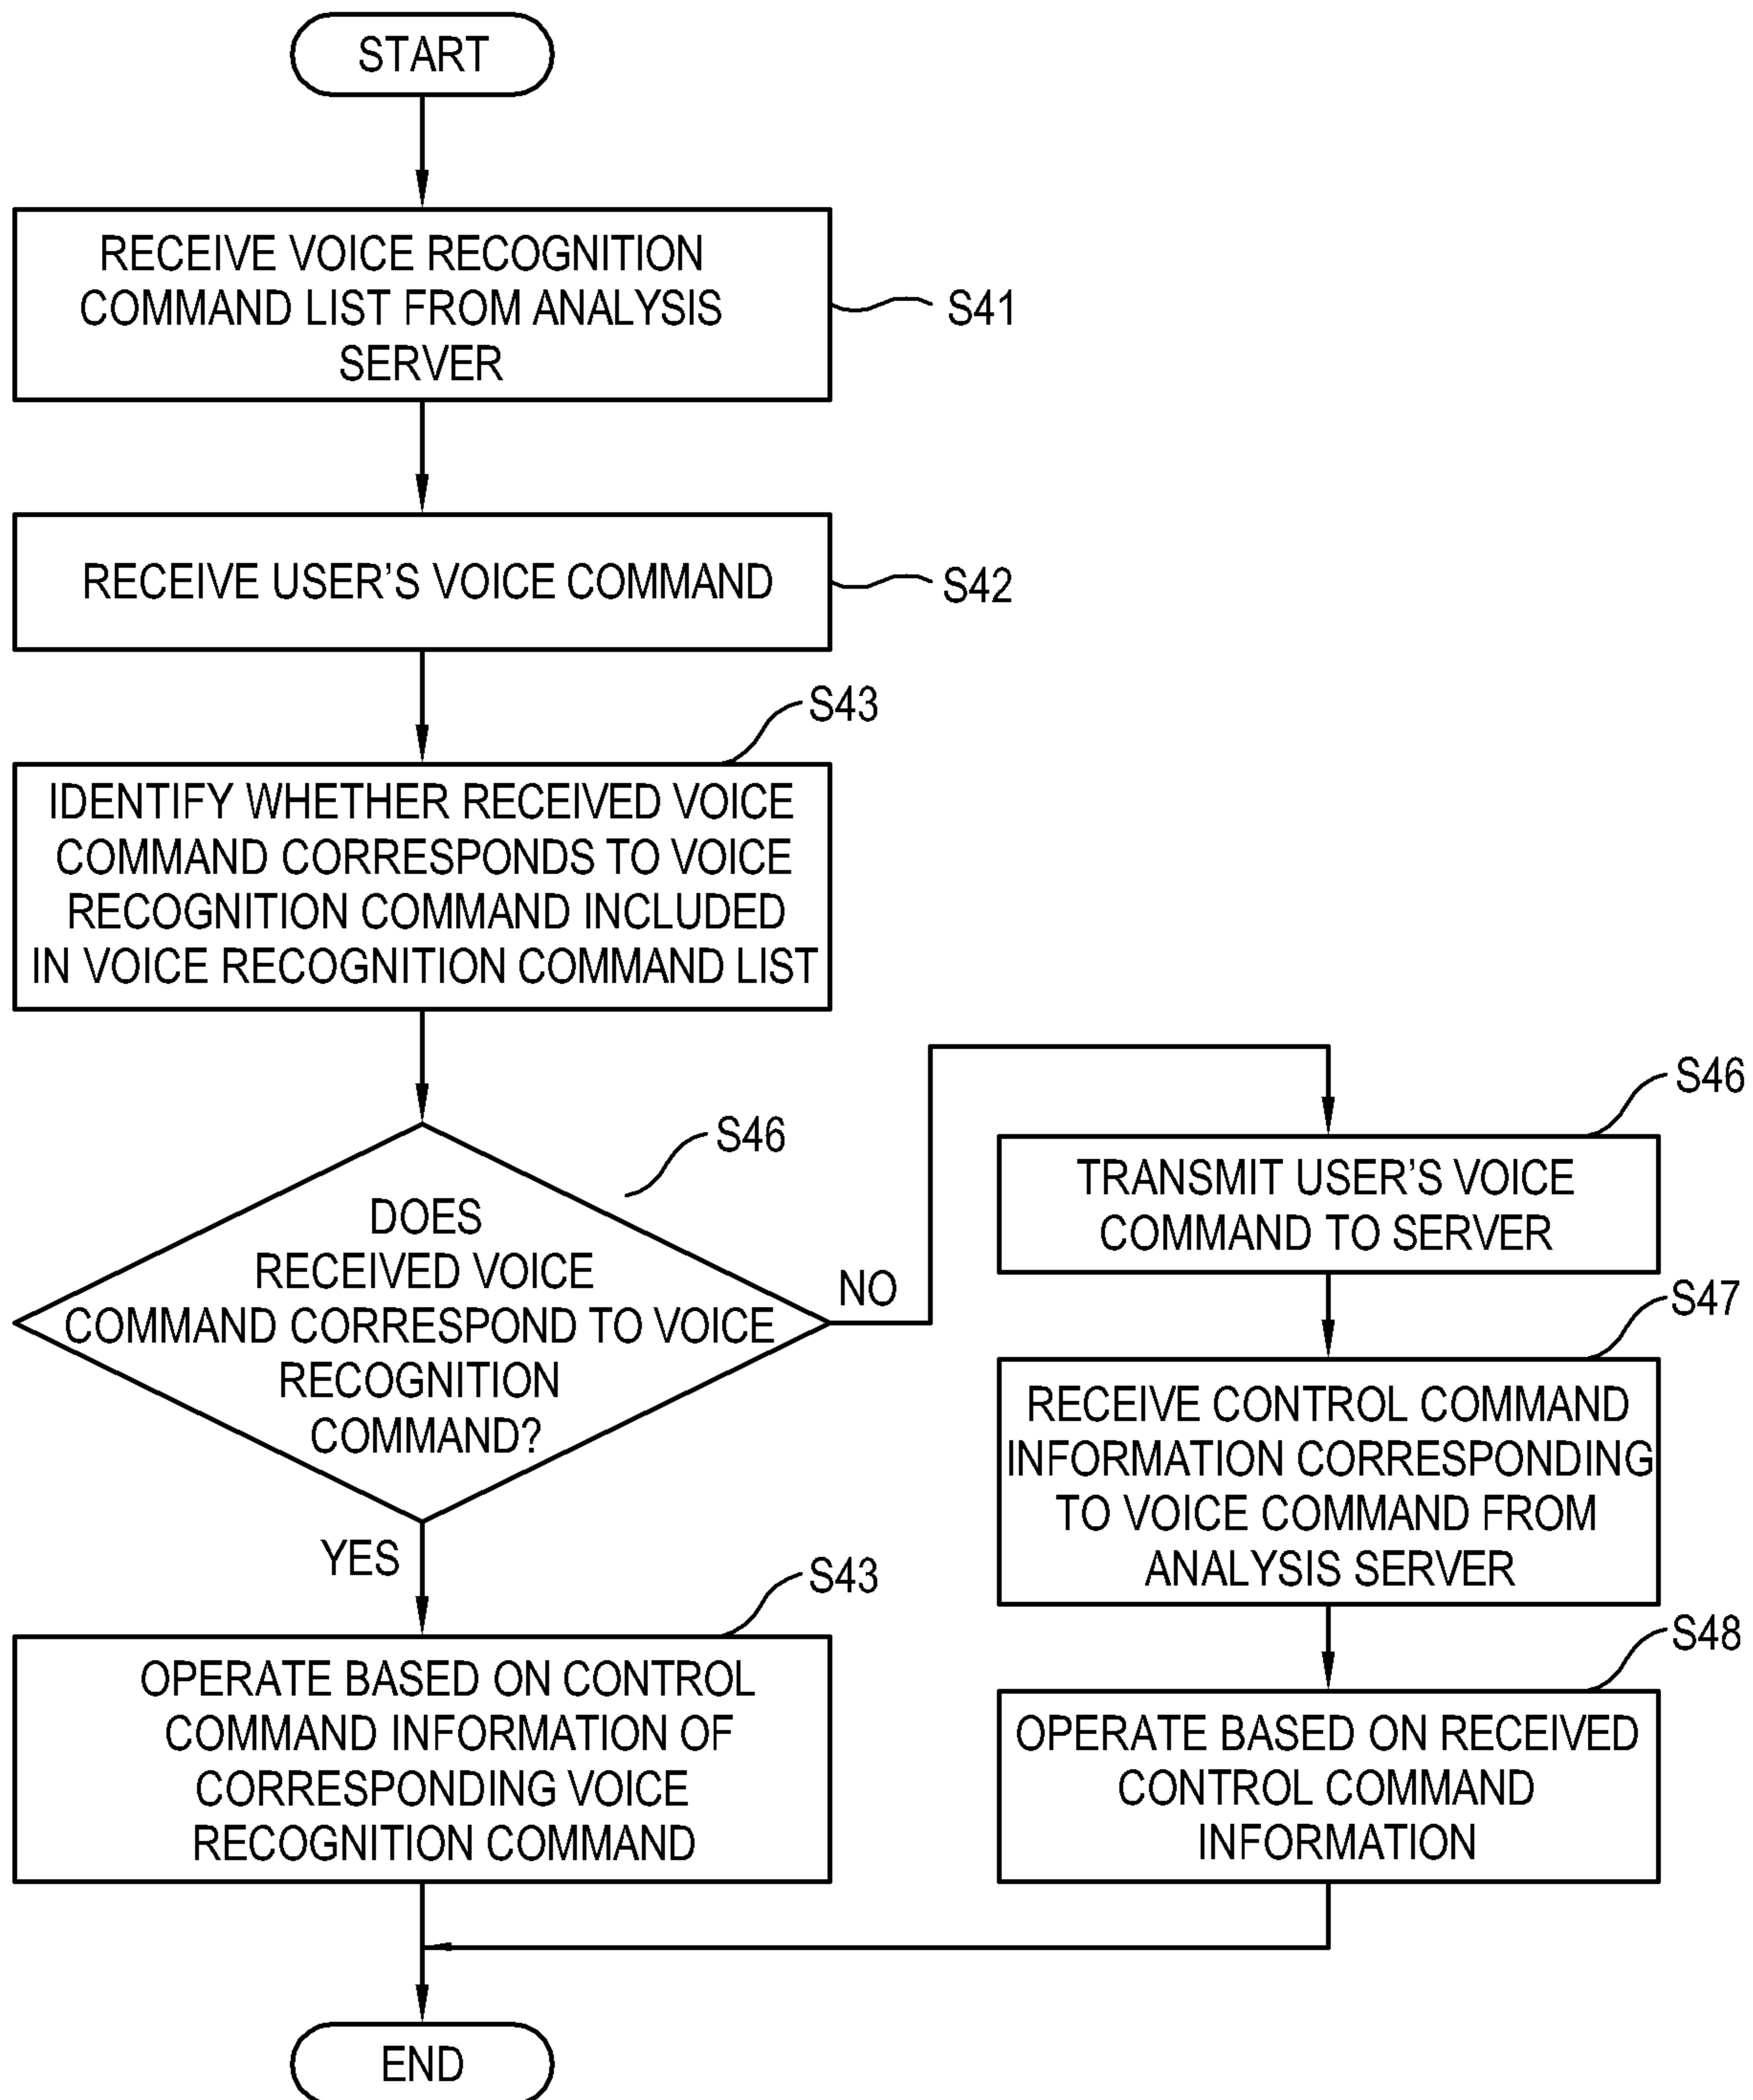 START
RECEIVE VOICE RECOGNITION
COMMAND LIST FROM ANALYSIS
SERVER
S41
RECEIVE USER'S VOICE COMMAND
S42
S43
IDENTIFY WHETHER RECEIVED VOICE
COMMAND CORRESPONDS TO VOICE
RECOGNITION COMMAND INCLUDED
IN VOICE RECOGNITION COMMAND LIST
S46
DOES
RECEIVED VOICE
COMMAND CORRESPOND TO VOICE
RECOGNITION
COMMAND?
NO
YES
S43
OPERATE BASED ON CONTROL
COMMAND INFORMATION OF
CORRESPONDING VOICE
RECOGNITION COMMAND
S46
TRANSMIT USER'S VOICE
COMMAND TO SERVER
S47
RECEIVE CONTROL COMMAND
INFORMATION CORRESPONDING
TO VOICE COMMAND FROM
ANALYSIS SERVER
S48
OPERATE BASED ON RECEIVED
CONTROL COMMAND
INFORMATION
END